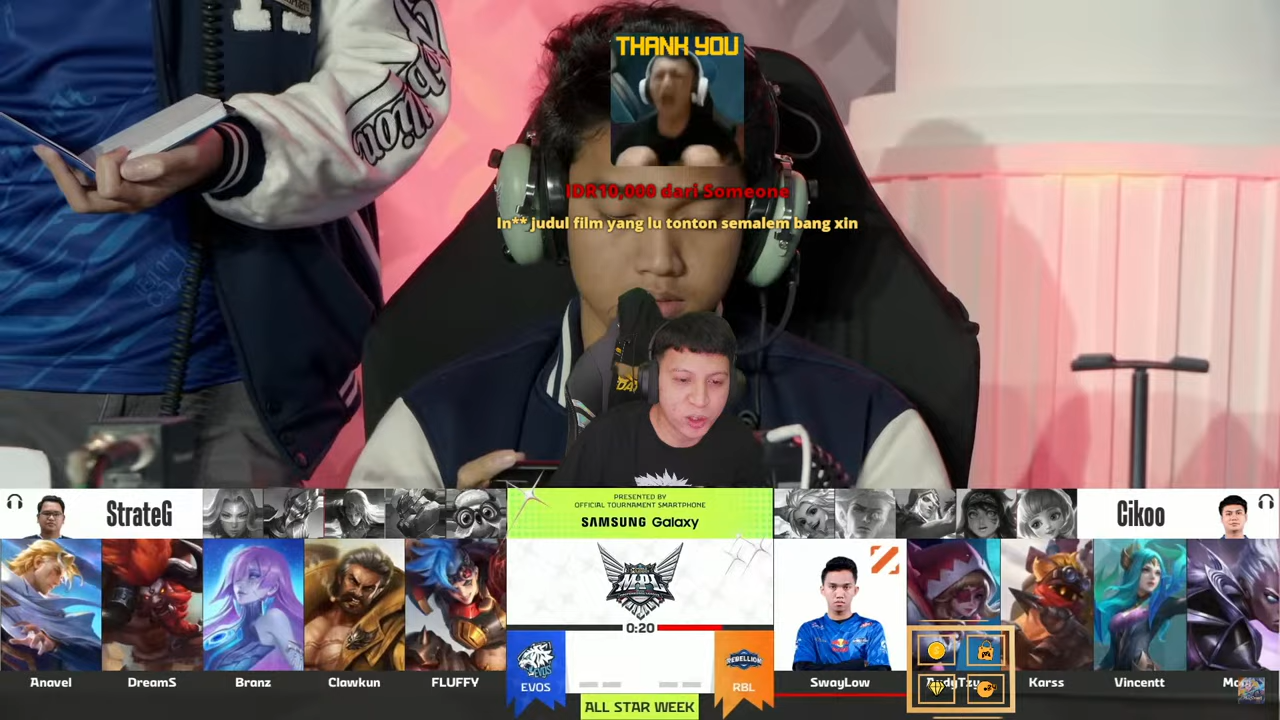 THANK YOU
IDR10,000 dari Someone
In** judul film yang lu tonton semalem bang xin
StrateG
PRESENTED BY
OFFICIAL TOURNAMENT SMARTPHONE
SAMSUNG Galaxy
Gikoo
MPL
0:20
EVOS
REBELLION
RBL
Anavel
DreamS
Branz
Clawkun
FLUFFY
SwayLow
Karss
Vincentt
ALL STAR WEEK